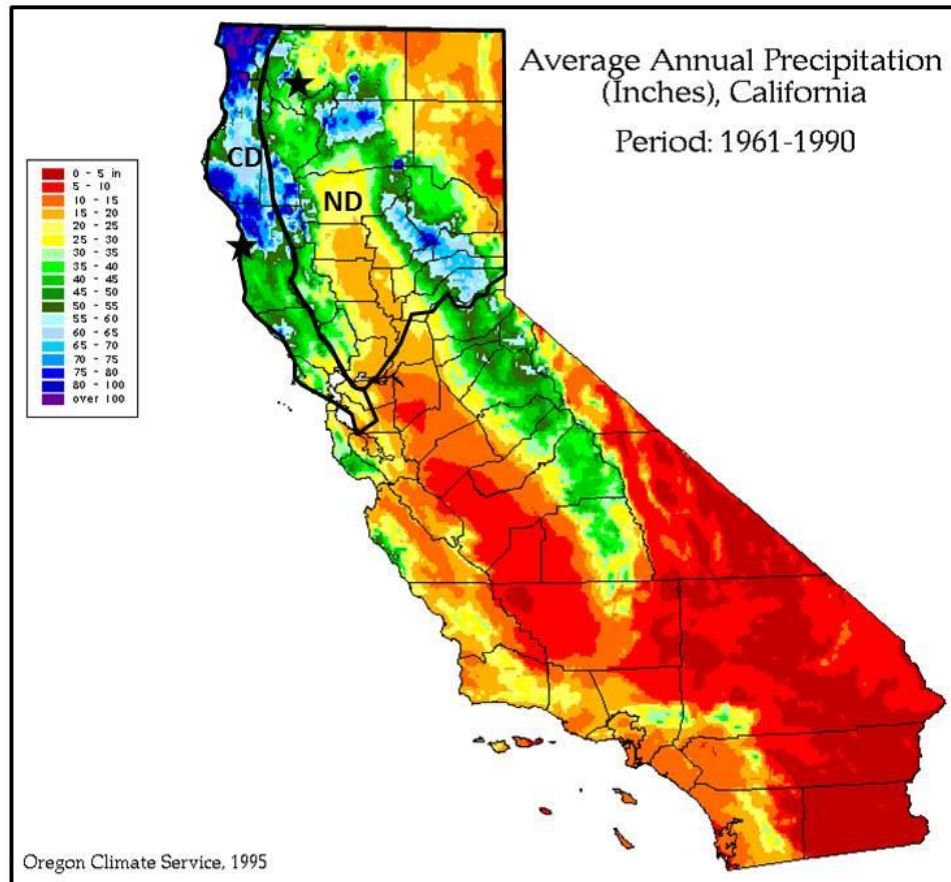 Average Annual Precipitation
(Inches), California
Period: 1961-1990
CD
ND
0 - 5 in
5 - 10
10 - 15
15 - 20
20 - 25
25 - 30
30 - 35
35 - 40
40 - 45
45 - 50
50 - 55
55 - 60
60 - 65
65 - 70
70 - 75
75 - 80
80 - 100
over 100
Oregon Climate Service, 1995